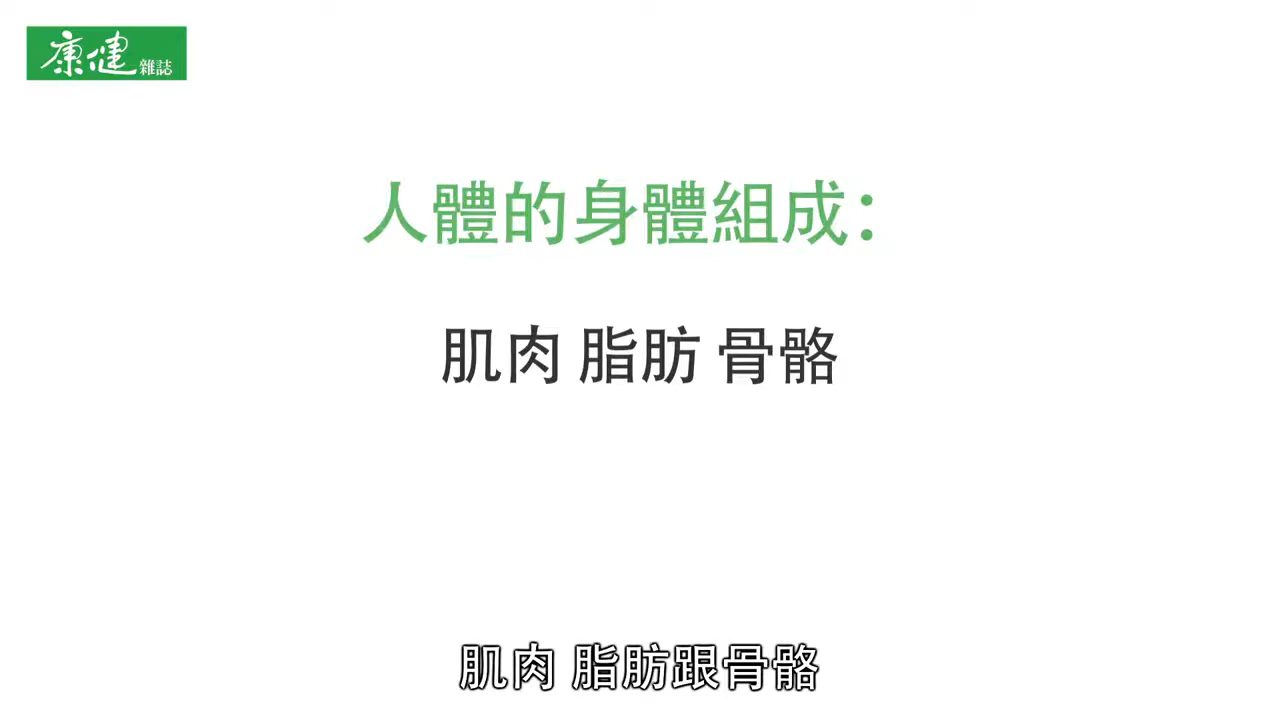 康健雜誌
人體的身體組成：
肌肉 脂肪 骨骼
肌肉 脂肪跟骨骼